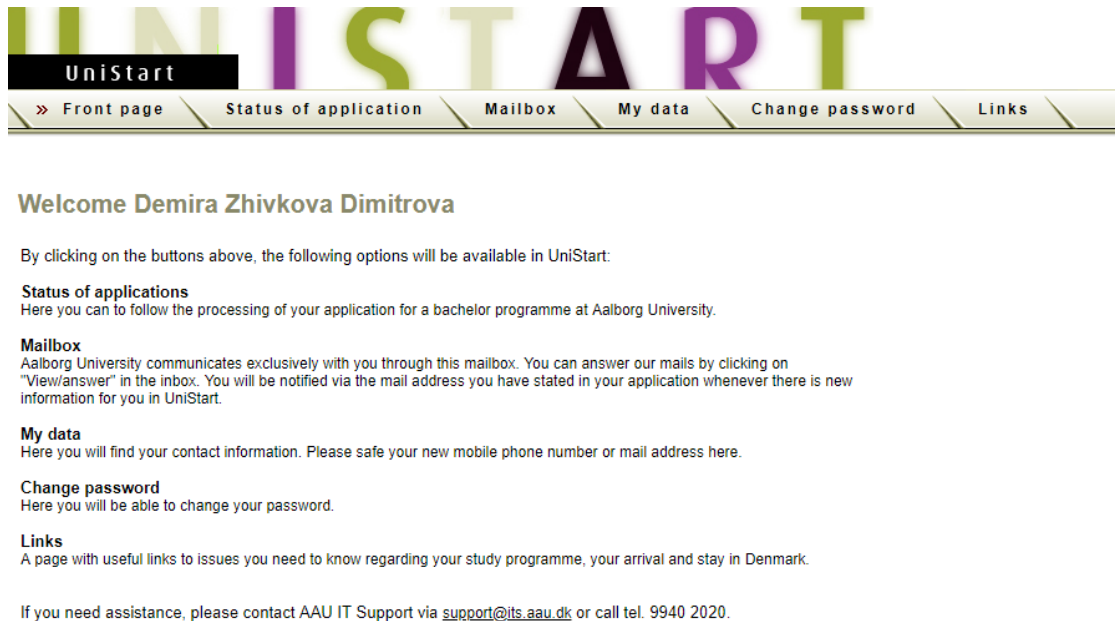 UNISTART
UniStart
» Front page Status of application Mailbox My data Change password Links
Welcome Demira Zhivkova Dimitrova
By clicking on the buttons above, the following options will be available in UniStart:
Status of applications
Here you can to follow the processing of your application for a bachelor programme at Aalborg University.
Mailbox
Aalborg University communicates exclusively with you through this mailbox. You can answer our mails by clicking on
"View/answer" in the inbox. You will be notified via the mail address you have stated in your application whenever there is new
information for you in UniStart.
My data
Here you will find your contact information. Please safe your new mobile phone number or mail address here.
Change password
Here you will be able to change your password.
Links
A page with useful links to issues you need to know regarding your study programme, your arrival and stay in Denmark.
If you need assistance, please contact AAU IT Support via support@its.aau.dk or call tel. 9940 2020.